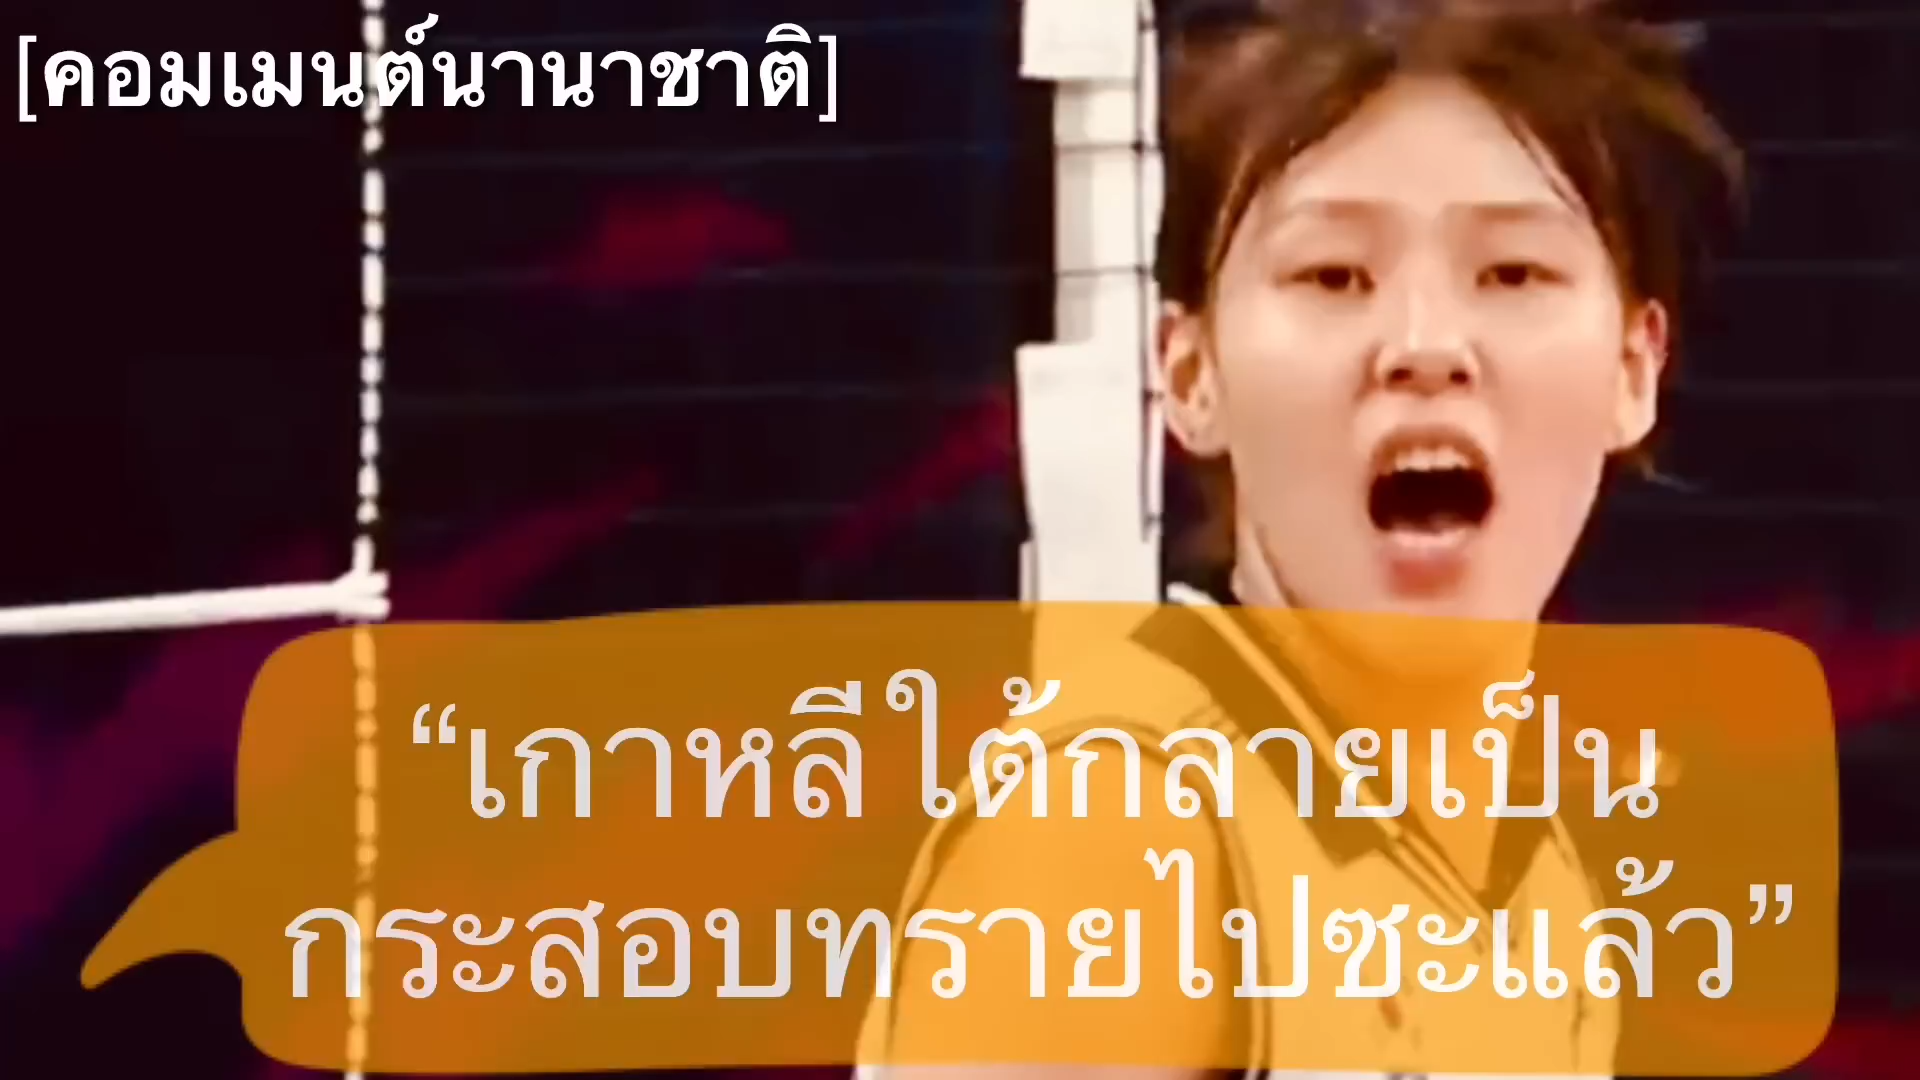 [คอมเมนต์นานาชาติ]
“เกาหลีใต้กลายเป็น
กระสอบทรายไปซะแล้ว”